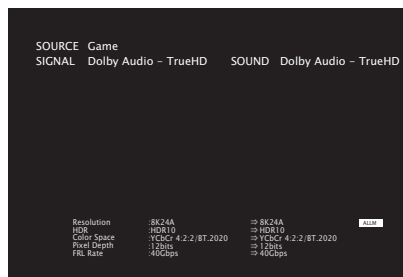 SOURCE Game
SIGNAL Dolby Audio – TrueHD SOUND Dolby Audio – TrueHD
Resolution :8K24A ⇒ 8K24A ALLM
HDR :HDR10 ⇒ HDR10
Color Space :YCbCr 4:2:2/BT.2020 ⇒ YCbCr 4:2:2/BT.2020
Pixel Depth :12bits ⇒ 12bits
FRL Rate :40Gbps ⇒ 40Gbps